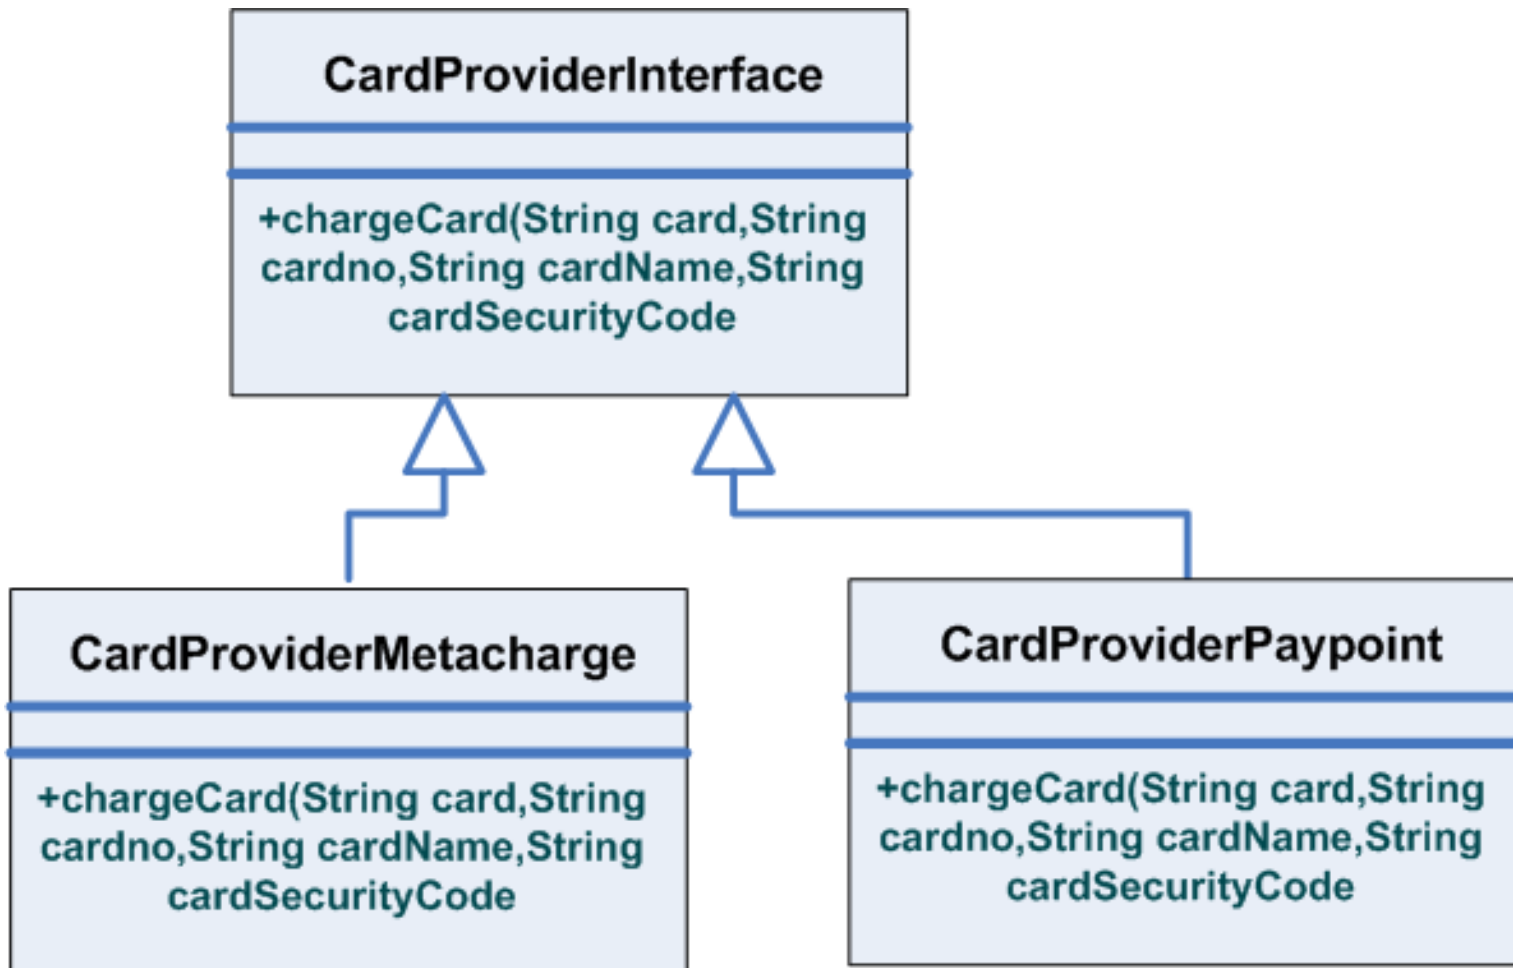 CardProviderInterface
+chargeCard(String card,String
cardno,String cardName,String
cardSecurityCode
CardProviderMetacharge
+chargeCard(String card,String
cardno,String cardName,String
cardSecurityCode
CardProviderPaypoint
+chargeCard(String card,String
cardno,String cardName,String
cardSecurityCode